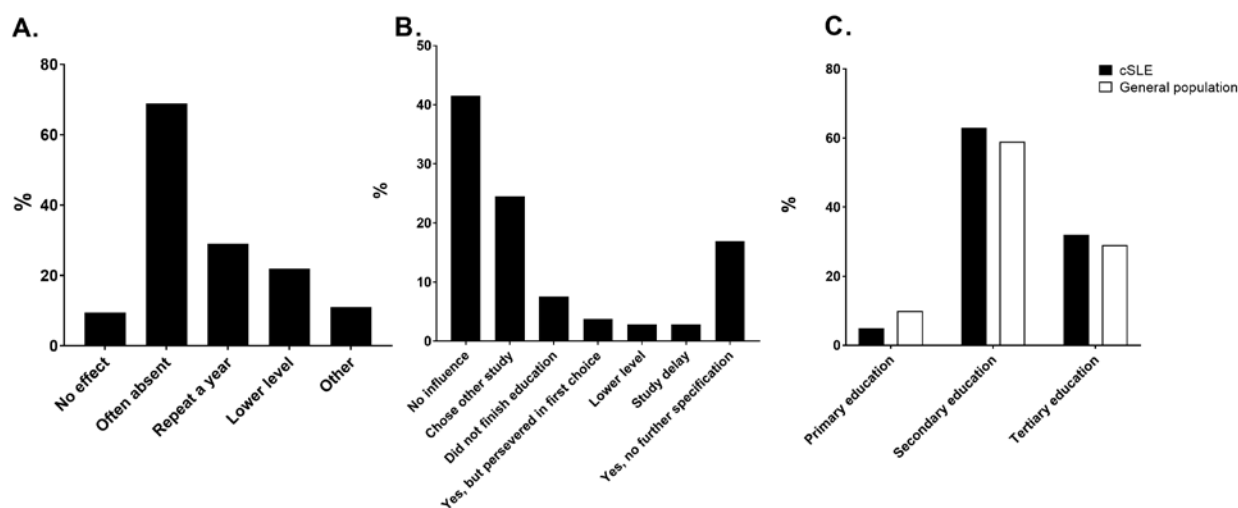 A.
%
80
60
40
20
0
No effect
Often absent
Repeat a year
Lower level
Other
B.
%
50
40
30
20
10
0
No influence
Chose other study
Did not finish education
Yes, but persevered in first choice
Lower level
Study delay
Yes, no further specification
C.
%
80
60
40
20
0
Primary education
Secondary education
Tertiary education
cSLE
General population